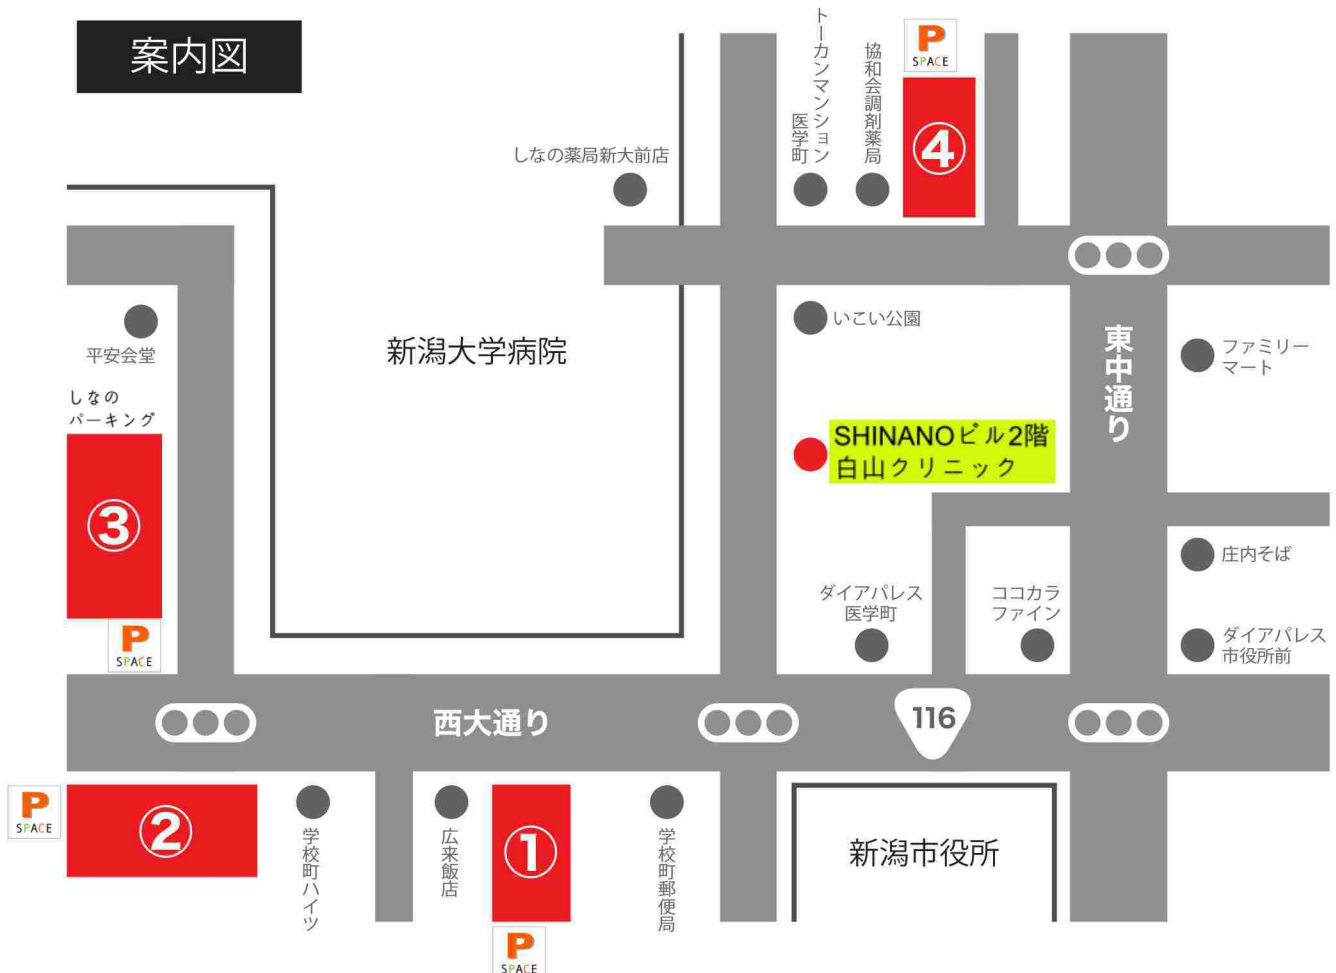 案内図
トーカンマンション
医学町
協和会調剤薬局
P
SPACE
④
しなの薬局新大前店
平安会堂
新潟大学病院
いこい公園
東中通り
ファミリー
マート
しなの
パーキング
③
P
SPACE
SHINANOビル2階
白山クリニック
庄内そば
ダイアパレス
医学町
ココカラ
ファイン
ダイアパレス
市役所前
西大通り
116
P
SPACE
②
学校町ハイツ
広来飯店
①
P
SPACE
学校町郵便局
新潟市役所